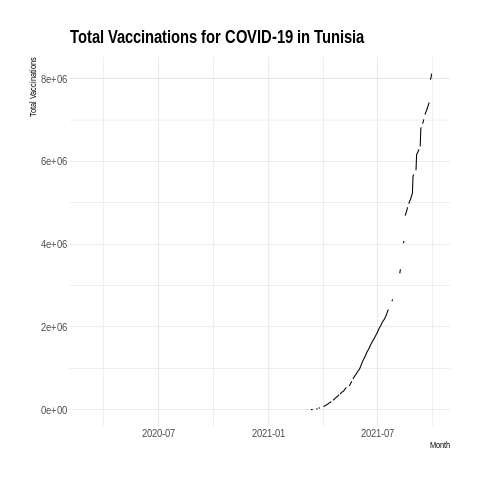 Total Vaccinations for COVID-19 in Tunisia
Total Vaccinations
8e+06
6e+06
4e+06
2e+06
0e+00
2020-07
2021-01
2021-07
Month